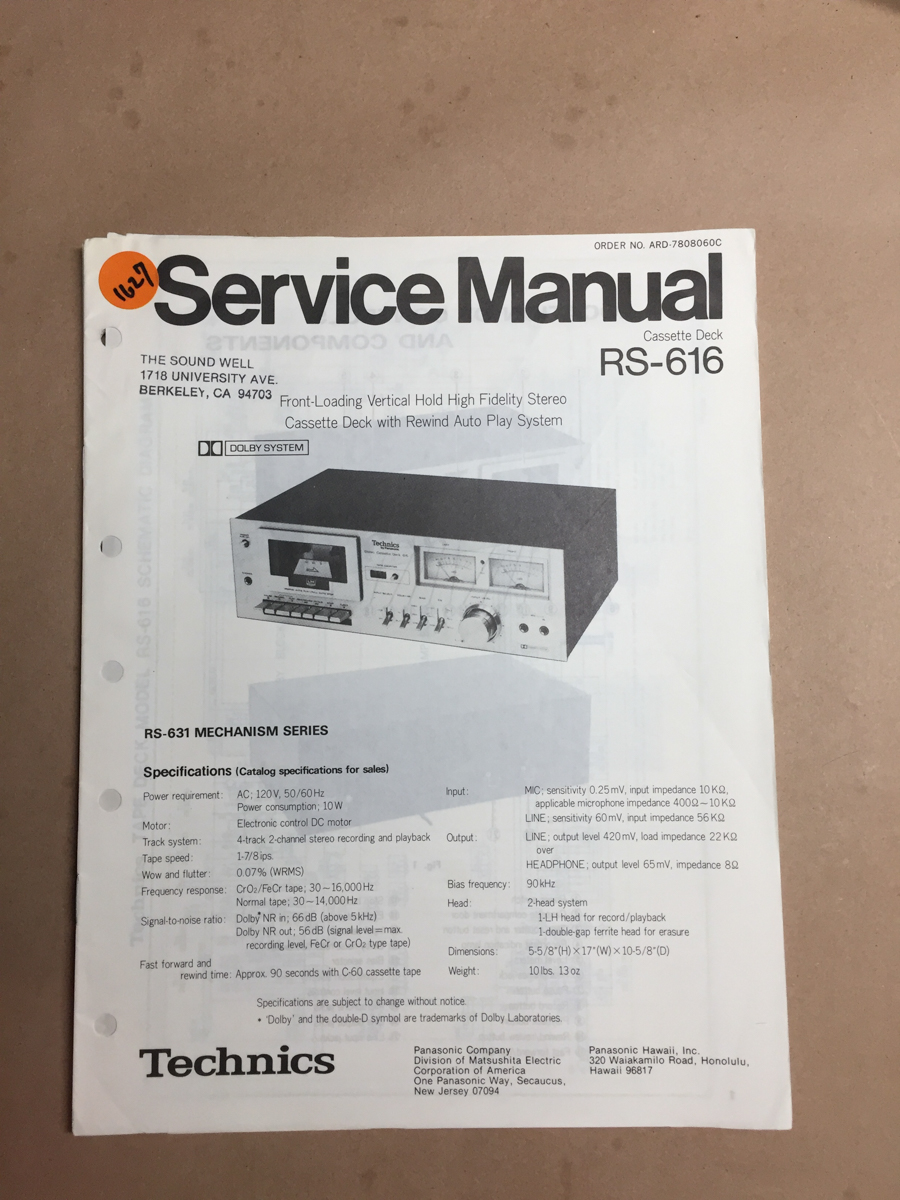 ORDER NO. ARD-7808060C
1627
Service Manual
Cassette Deck
RS-616
THE SOUND WELL
1718 UNIVERSITY AVE.
BERKELEY, CA 94703
Front-Loading Vertical Hold High Fidelity Stereo
Cassette Deck with Rewind Auto Play System
DOLBY SYSTEM
Technics
RS-631 MECHANISM SERIES
Specifications (Catalog specifications for sales)
Power requirement: AC; 120V, 50/60Hz
Power consumption; 10W
Motor: Electronic control DC motor
Track system: 4-track 2-channel stereo recording and playback
Tape speed: 1-7/8 ips.
Wow and flutter: 0.07% (WRMS)
Frequency response: CrO2/FeCr tape; 30~16,000Hz
Normal tape; 30~14,000Hz
Signal-to-noise ratio: Dolby* NR in; 66dB (above 5kHz)
Dolby NR out; 56dB (signal level=max.
recording level, FeCr or CrO2 type tape)
Fast forward and
rewind time: Approx. 90 seconds with C-60 cassette tape
Input: MIC; sensitivity 0.25mV, input impedance 10KΩ,
applicable microphone impedance 400Ω~10KΩ
LINE; sensitivity 60mV, input impedance 56KΩ
Output: LINE; output level 420mV, load impedance 22KΩ
over
HEADPHONE; output level 65mV, impedance 8Ω
Bias frequency: 90kHz
Head: 2-head system
1-LH head for record/playback
1-double-gap ferrite head for erasure
Dimensions: 5-5/8"(H)×17"(W)×10-5/8"(D)
Weight: 10lbs. 13oz
Specifications are subject to change without notice.
* 'Dolby' and the double-D symbol are trademarks of Dolby Laboratories.
Technics
Panasonic Company
Division of Matsushita Electric
Corporation of America
One Panasonic Way, Secaucus,
New Jersey 07094
Panasonic Hawaii, Inc.
320 Waiakamilo Road, Honolulu,
Hawaii 96817